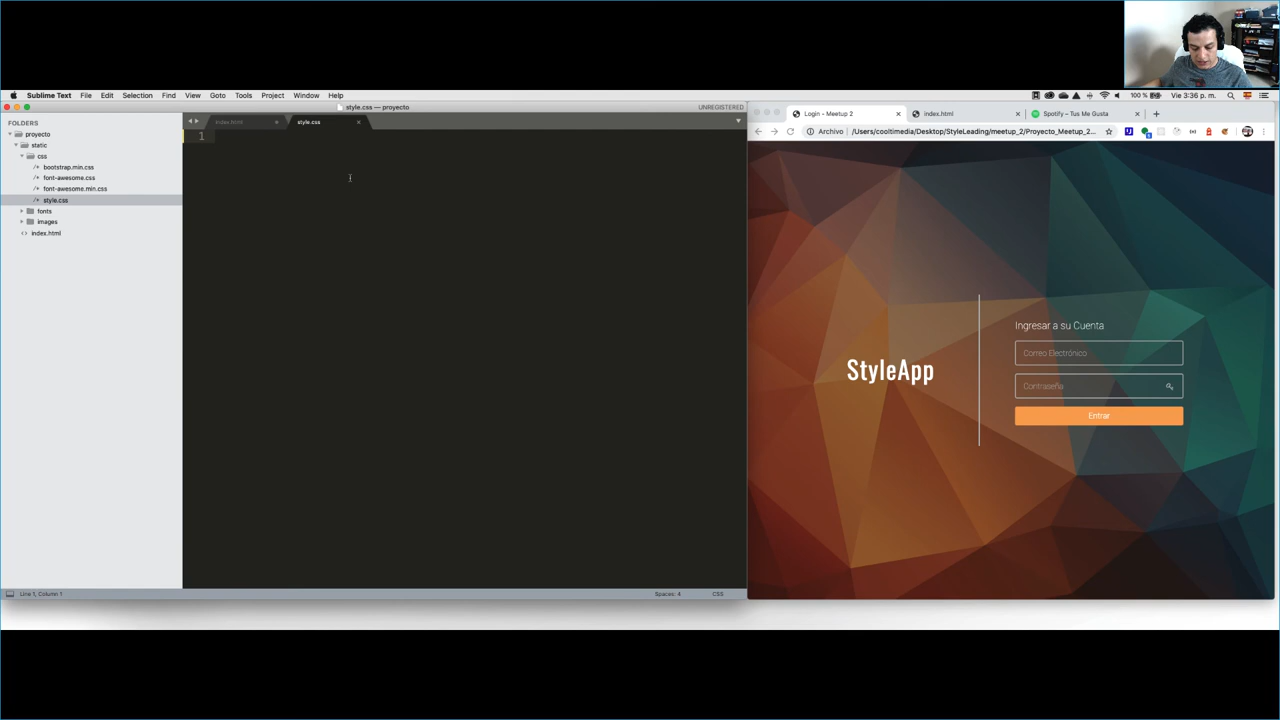 Sublime Text File Edit Selection Find View Goto Tools Project Window Help
100 % Vie 3:36 p. m.
style.css — proyecto
UNREGISTERED
FOLDERS
proyecto
static
css
bootstrap.min.css
font-awesome.css
font-awesome.min.css
style.css
fonts
images
index.html
index.html
style.css
1
Line 1, Column 1
Spaces: 4
CSS
Login - Meetup 2
index.html
Spotify – Tus Me Gusta
Archivo /Users/cooltimedia/Desktop/StyleLeading/meetup_2/Proyecto_Meetup_2...
StyleApp
Ingresar a su Cuenta
Correo Electrónico
Contraseña
Entrar